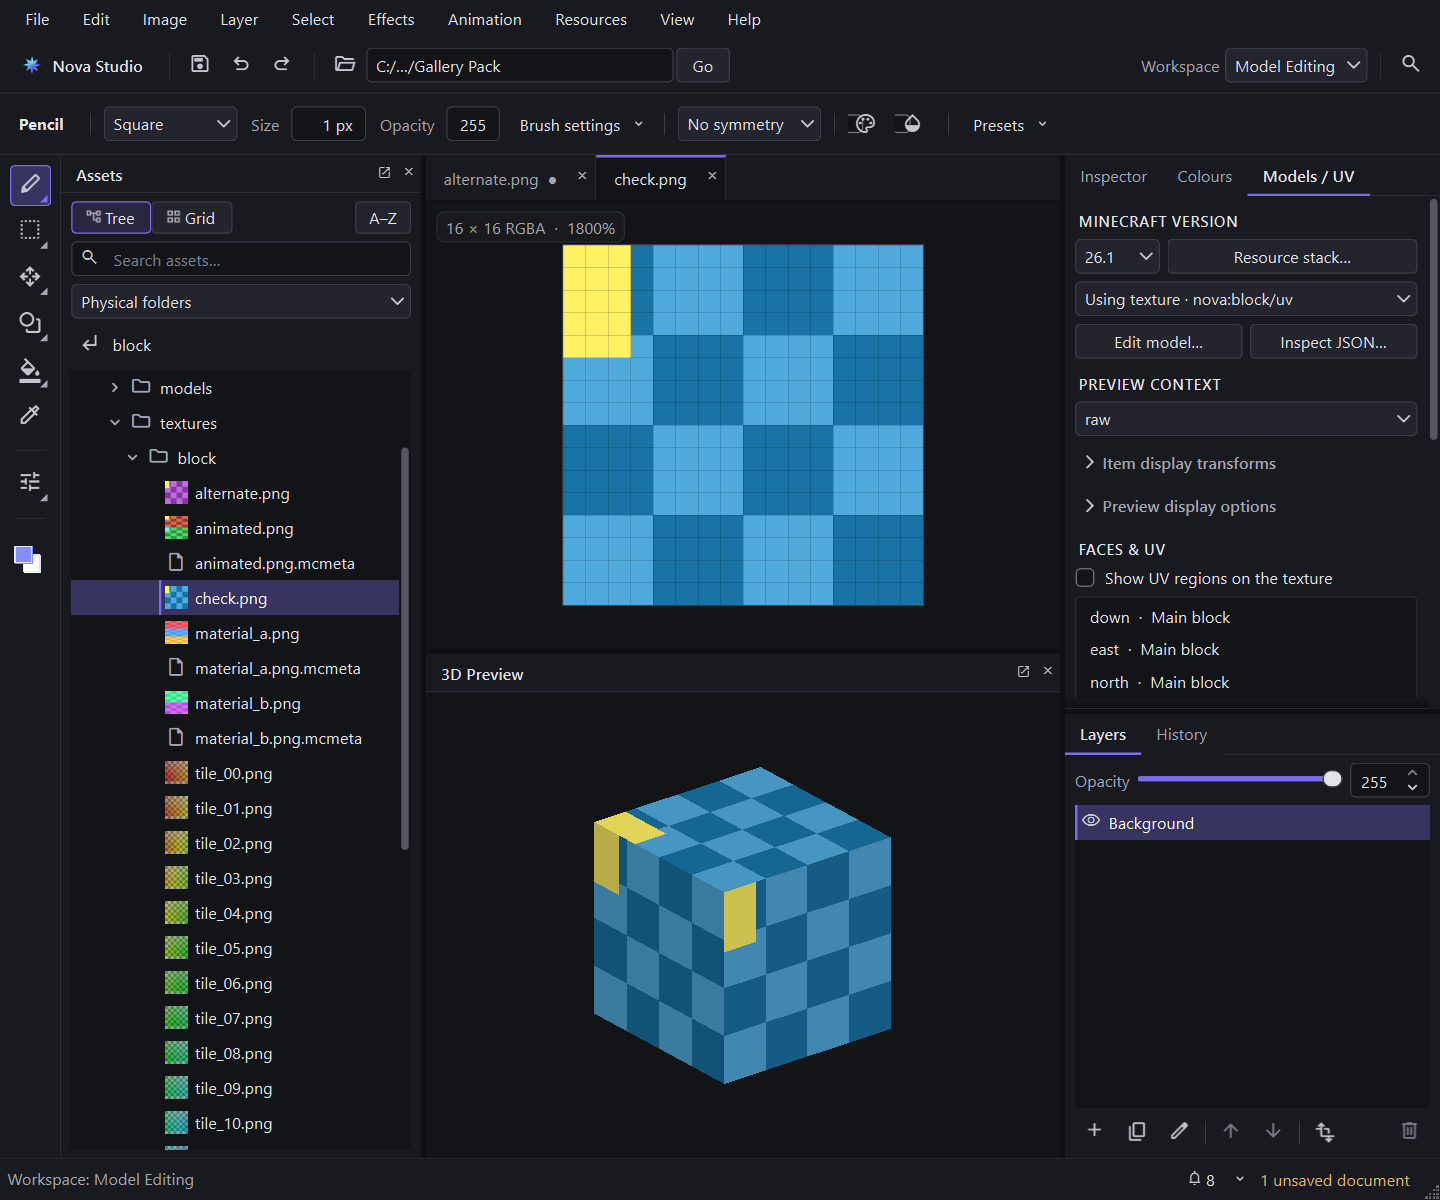 File Edit Image Layer Select Effects Animation Resources View Help
Nova Studio C:/.../Gallery Pack Go Workspace Model Editing
Pencil Square Size 1 px Opacity 255 Brush settings No symmetry Presets
Assets
Tree Grid A–Z
Search assets...
Physical folders
block
models
textures
block
alternate.png
animated.png
animated.png.mcmeta
check.png
material_a.png
material_a.png.mcmeta
material_b.png
material_b.png.mcmeta
tile_00.png
tile_01.png
tile_02.png
tile_03.png
tile_04.png
tile_05.png
tile_06.png
tile_07.png
tile_08.png
tile_09.png
tile_10.png
alternate.png check.png
16 × 16 RGBA · 1800%
3D Preview
Inspector Colours Models / UV
MINECRAFT VERSION
26.1 Resource stack...
Using texture · nova:block/uv
Edit model... Inspect JSON...
PREVIEW CONTEXT
raw
Item display transforms
Preview display options
FACES & UV
Show UV regions on the texture
down · Main block
east · Main block
north · Main block
Layers History
Opacity 255
Background
Workspace: Model Editing 8 1 unsaved document